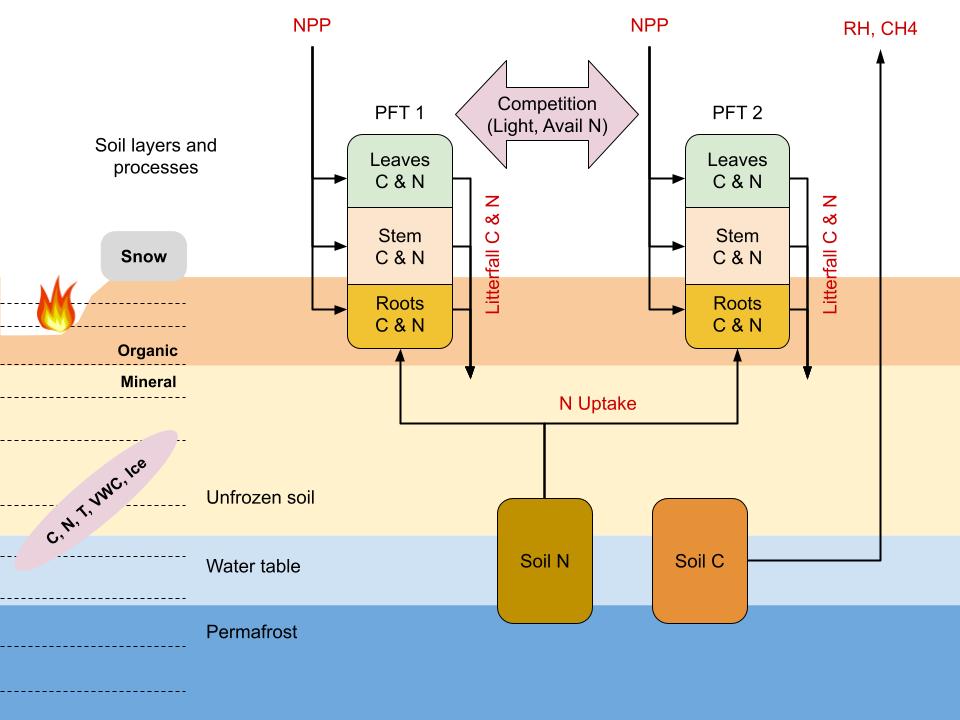 NPP
NPP
RH, CH4
Competition
(Light, Avail N)
PFT 1
PFT 2
Soil layers and
processes
Leaves
C & N
Leaves
C & N
Stem
C & N
Stem
C & N
Litterfall C & N
Litterfall C & N
Snow
Roots
C & N
Roots
C & N
Organic
Mineral
N Uptake
C, N, T, VWC, Ice
Unfrozen soil
Soil N
Soil C
Water table
Permafrost